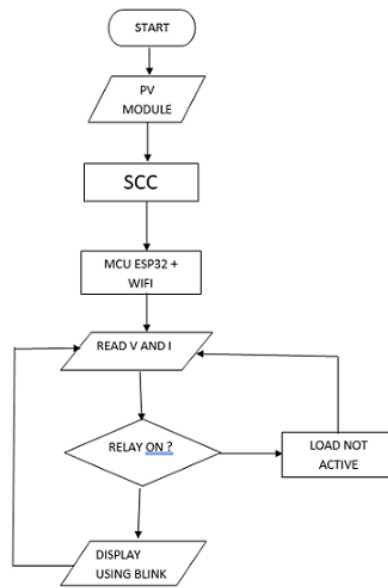 START
PV
MODULE
SCC
MCU ESP32 +
WIFI
READ V AND I
RELAY ON ?
LOAD NOT
ACTIVE
DISPLAY
USING BLINK